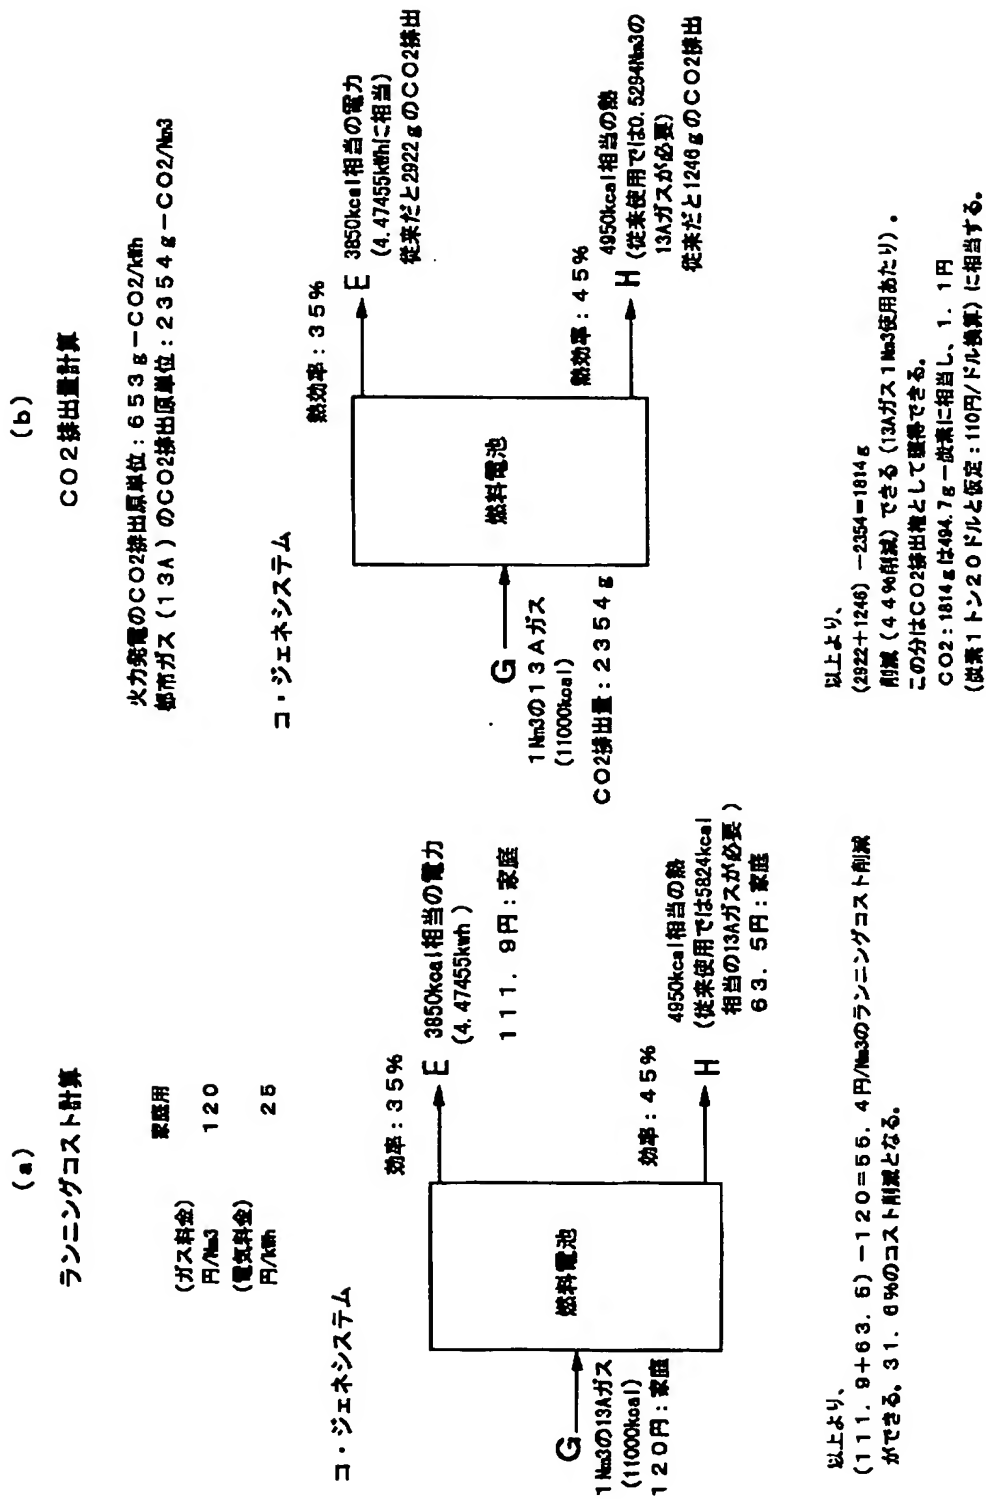 (a)
ランニングコスト計算
家庭用
(ガス料金)
円/Nm3 120
(電気料金)
円/kWh 25
コ・ジェネシステム
G
1Nm3の13Aガス
(11000kcal)
120円:家庭
燃料電池
効率:35%
E
3850kcal相当の電力
(4.47455kwh)
111.9円:家庭
効率:45%
H
4950kcal相当の熱
(従来使用では5824kcal
相当の13Aガスが必要)
63.5円:家庭
以上より、
(111.9+63.5)-120=55.4円/Nm3のランニングコスト削減
ができる。31.6%のコスト削減となる。
(b)
CO2排出量計算
火力発電のCO2排出原単位:653g-CO2/kWh
都市ガス(13A)のCO2排出原単位:2354g-CO2/Nm3
コ・ジェネシステム
G
1Nm3の13Aガス
(11000kcal)
CO2排出量:2354g
燃料電池
熱効率:35%
E
3850kcal相当の電力
(4.47455kWhに相当)
従来だと2922gのCO2排出
熱効率:45%
H
4950kcal相当の熱
(従来使用では0.5294Nm3の
13Aガスが必要)
従来だと1246gのCO2排出
以上より、
(2922+1246)-2354=1814g
削減(44%削減)できる(13Aガス1Nm3使用あたり)。
この分はCO2排出権として獲得できる。
CO2:1814gは494.7g-炭素に相当し、1.1円
(炭素1トン20ドルと仮定:110円/ドル換算)に相当する。